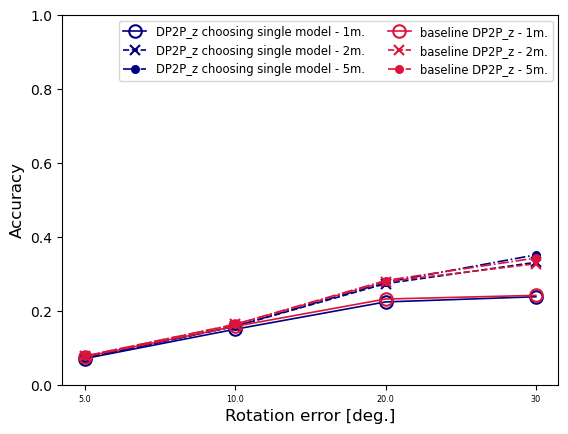 1.0
0.8
0.6
0.4
0.2
0.0
Accuracy
DP2P_z choosing single model - 1m.
DP2P_z choosing single model - 2m.
DP2P_z choosing single model - 5m.
baseline DP2P_z - 1m.
baseline DP2P_z - 2m.
baseline DP2P_z - 5m.
5.0
10.0
20.0
30
Rotation error [deg.]